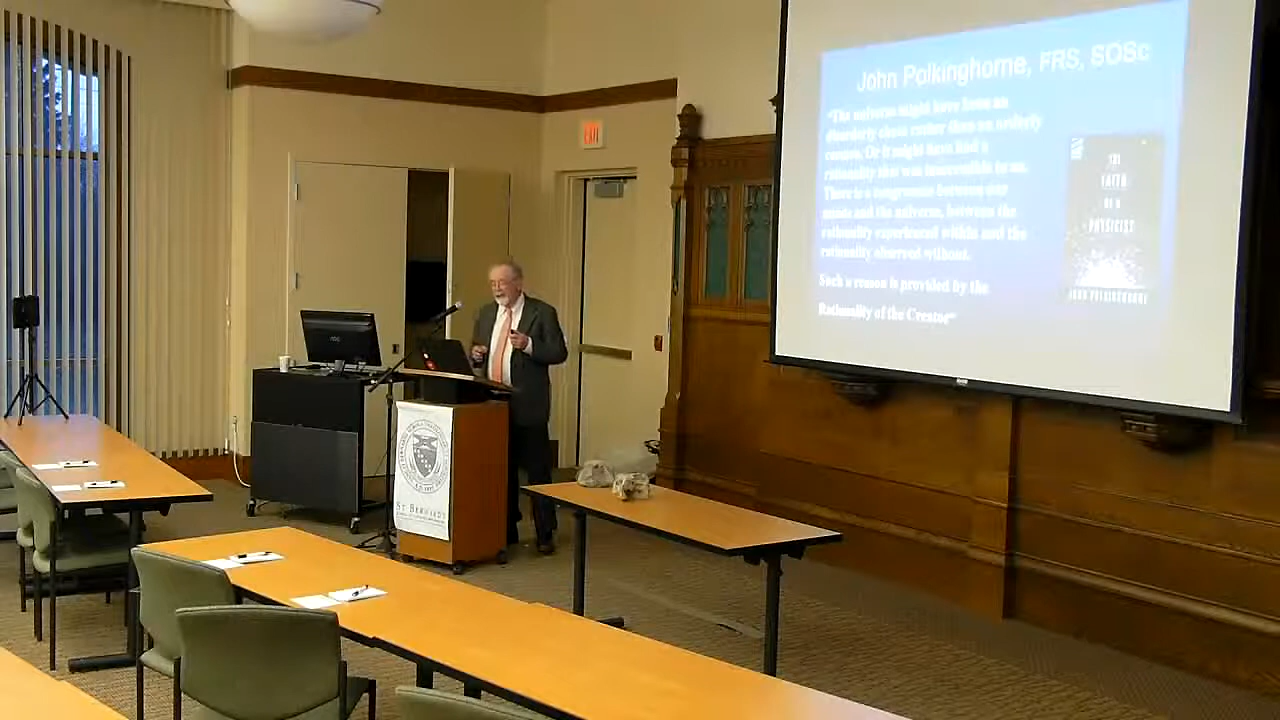 John Polkinghorne, FRS, SOSc
"The universe might have been an
disorderly chaos rather than an orderly
cosmos. Or it might have had a
rationality that was inaccessible to us.
There is a congruence between our
minds and the universe, between the
rationality experienced within and the
rationality observed without.
Such a reason is provided by the
Rationality of the Creator"
THE
FAITH
OF A
PHYSICIST
JOHN POLKINGHORNE
EXIT
AOC
ST. BERNARD'S